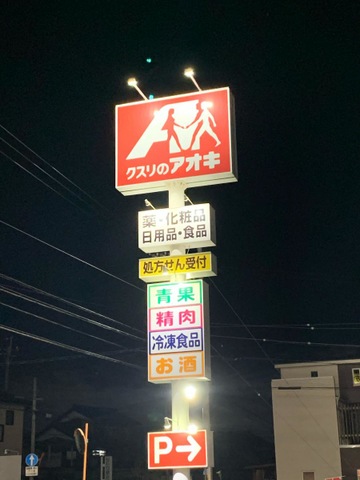 クスリのアオキ
薬・化粧品
日用品・食品
処方せん受付
青果
精肉
冷凍食品
お酒
P→